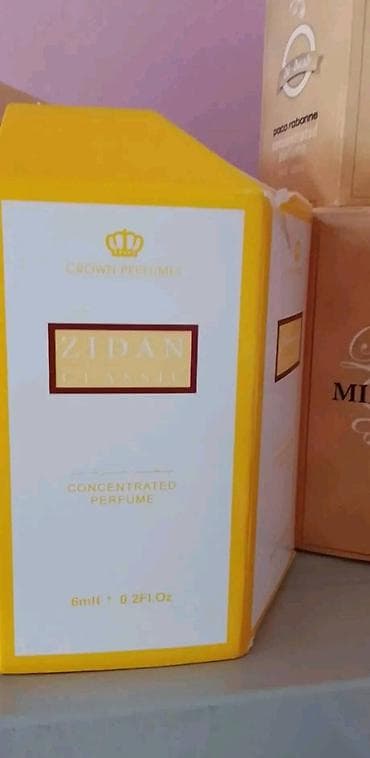 CROWN PERFUMES
ZIDAN
CLASSIC
CONCENTRATED
PERFUME
6ml * 0.2Fl.Oz
paco rabanne
MI